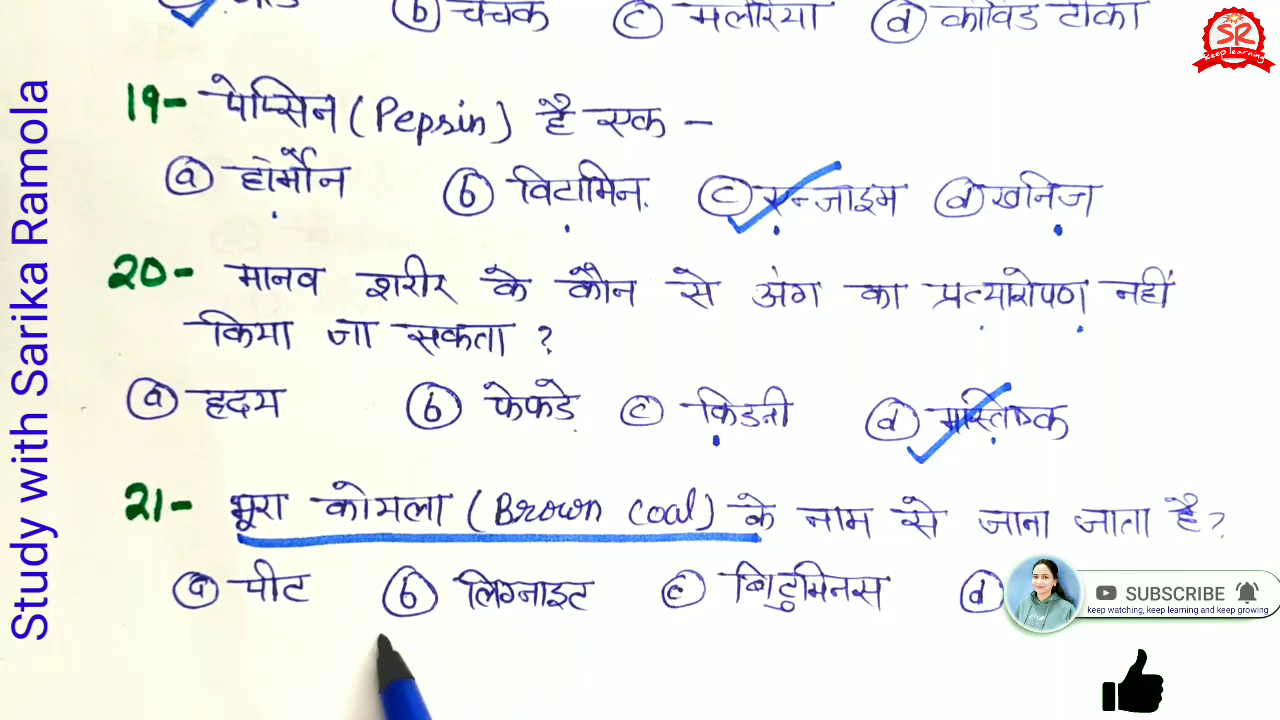 ⓑ चेचक ⓒ मलेरिया ⓓ कोविड टीका
SR
keep learning
Study with Sarika Ramola
19- पेप्सिन (Pepsin) है एक -
ⓐ हार्मोन ⓑ विटामिन ⓒ एन्जाइम ⓓ खनिज
20- मानव शरीर के कौन से अंग का प्रत्यारोपण नहीं
किया जा सकता ?
ⓐ हृदय ⓑ फेफड़े ⓒ किडनी ⓓ मस्तिष्क
21- भूरा कोयला (Brown coal) के नाम से जाना जाता है?
ⓐ पीट ⓑ लिग्नाइट ⓒ बिटुमिनस ⓓ
SUBSCRIBE
keep watching, keep learning and keep growing